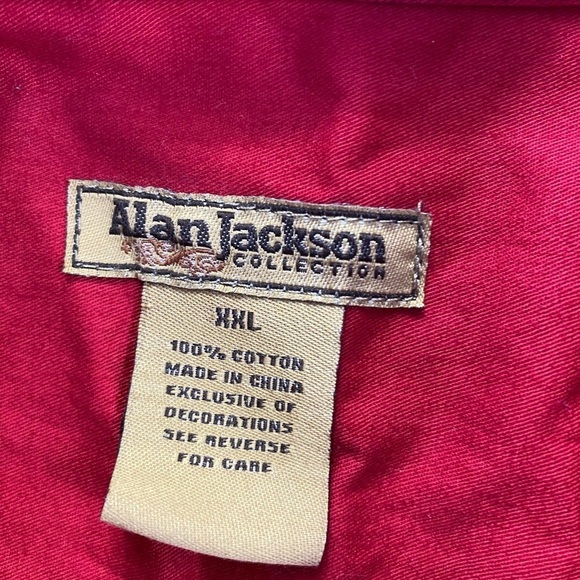 Alan Jackson
COLLECTION
XXL
100% COTTON
MADE IN CHINA
EXCLUSIVE OF
DECORATIONS
SEE REVERSE
FOR CARE